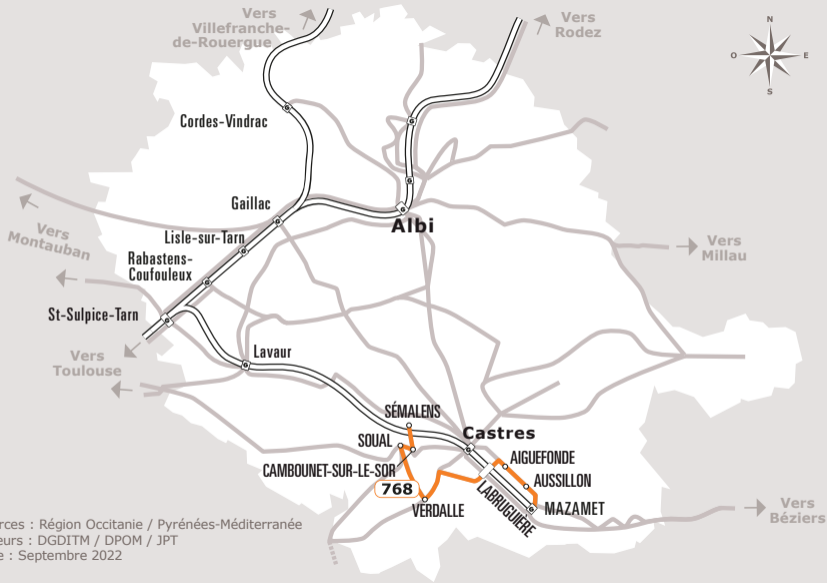 Vers
Villefranche-
de-Rouergue
Vers
Rodez
N
O
E
S
Cordes-Vindrac
Gaillac
Albi
Lisle-sur-Tarn
Vers
Montauban
Rabastens-
Coufouleux
Vers
Millau
St-Sulpice-Tarn
Vers
Toulouse
Lavaur
SÉMALENS
SOUAL
Castres
CAMBOUNET-SUR-LE-SOR
AIGUEFONDE
AUSSILLON
768
VERDALLE
LABRUGUIÈRE
MAZAMET
Vers
Béziers
rces : Région Occitanie / Pyrénées-Méditerranée
eurs : DGDITM / DPOM / JPT
e : Septembre 2022